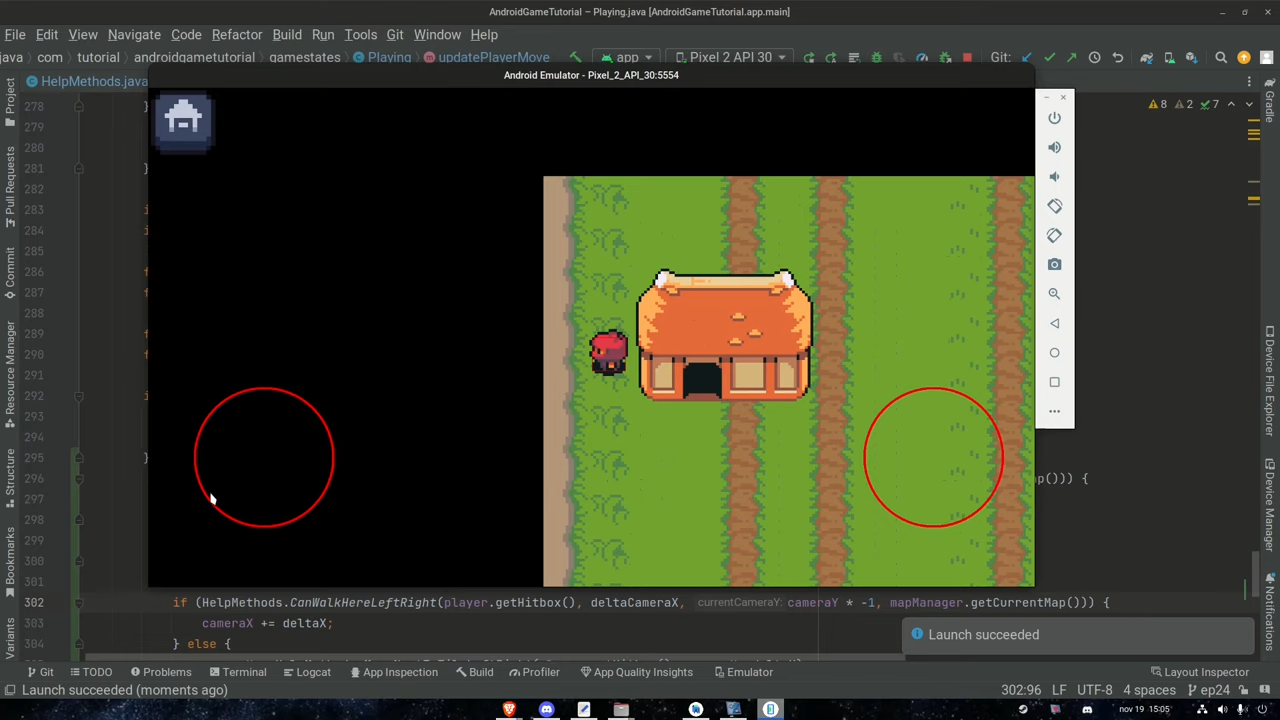 AndroidGameTutorial – Playing.java [AndroidGameTutorial.app.main]
File Edit View Navigate Code Refactor Build Run Tools Git Window Help
java com tutorial androidgametutorial gamestates Playing updatePlayerMove app Pixel 2 API 30 Git:
HelpMethods.java
Android Emulator - Pixel_2_API_30:5554
8 2 7
278
279
280
281
282
283
284
285
286
287
288
289
290
291
292
293
294
295
296
297
298
299
300
301
p())) {
302 if (HelpMethods.CanWalkHereLeftRight(player.getHitbox(), deltaCameraX, currentCameraY: cameraY * -1, mapManager.getCurrentMap())) {
303 cameraX += deltaX;
304 } else {
Project
Pull Requests
Commit
Resource Manager
Structure
Bookmarks
Variants
Gradle
Device File Explorer
Device Manager
Notifications
Launch succeeded
Git TODO Problems Terminal Logcat App Inspection Build Profiler App Quality Insights Emulator Layout Inspector
Launch succeeded (moments ago) 302:96 LF UTF-8 4 spaces ep24
nov 19 15:05